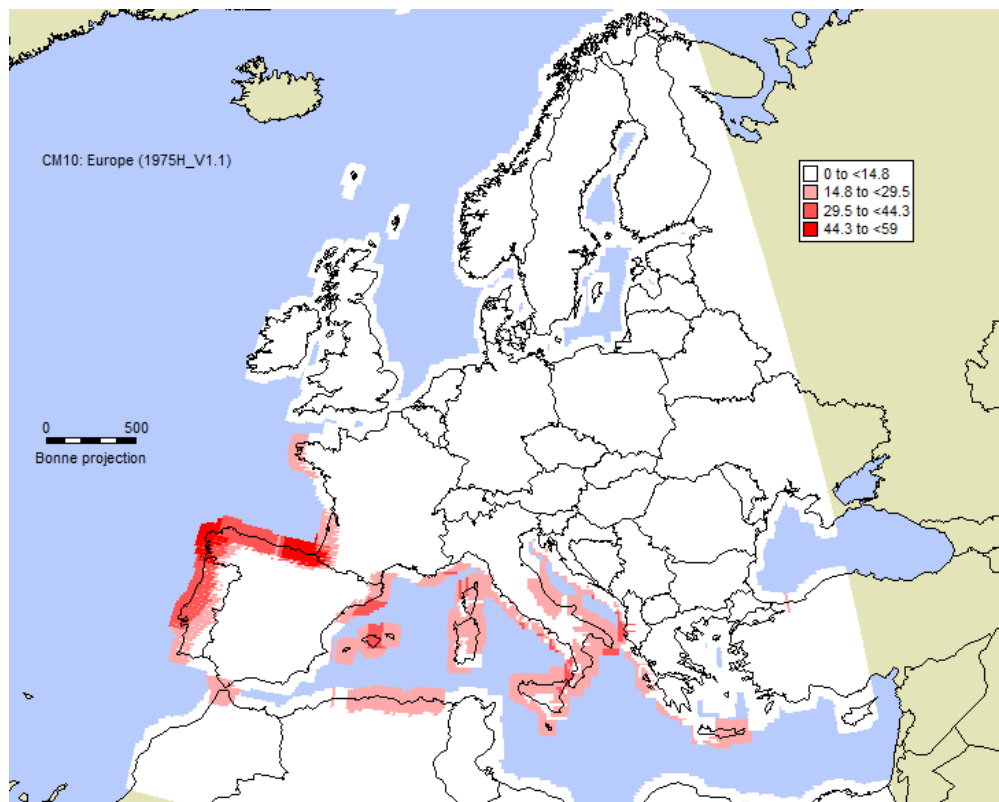 CM10: Europe (1975H_V1.1)
0 to <14.8
14.8 to <29.5
29.5 to <44.3
44.3 to <59
0 500
Bonne projection